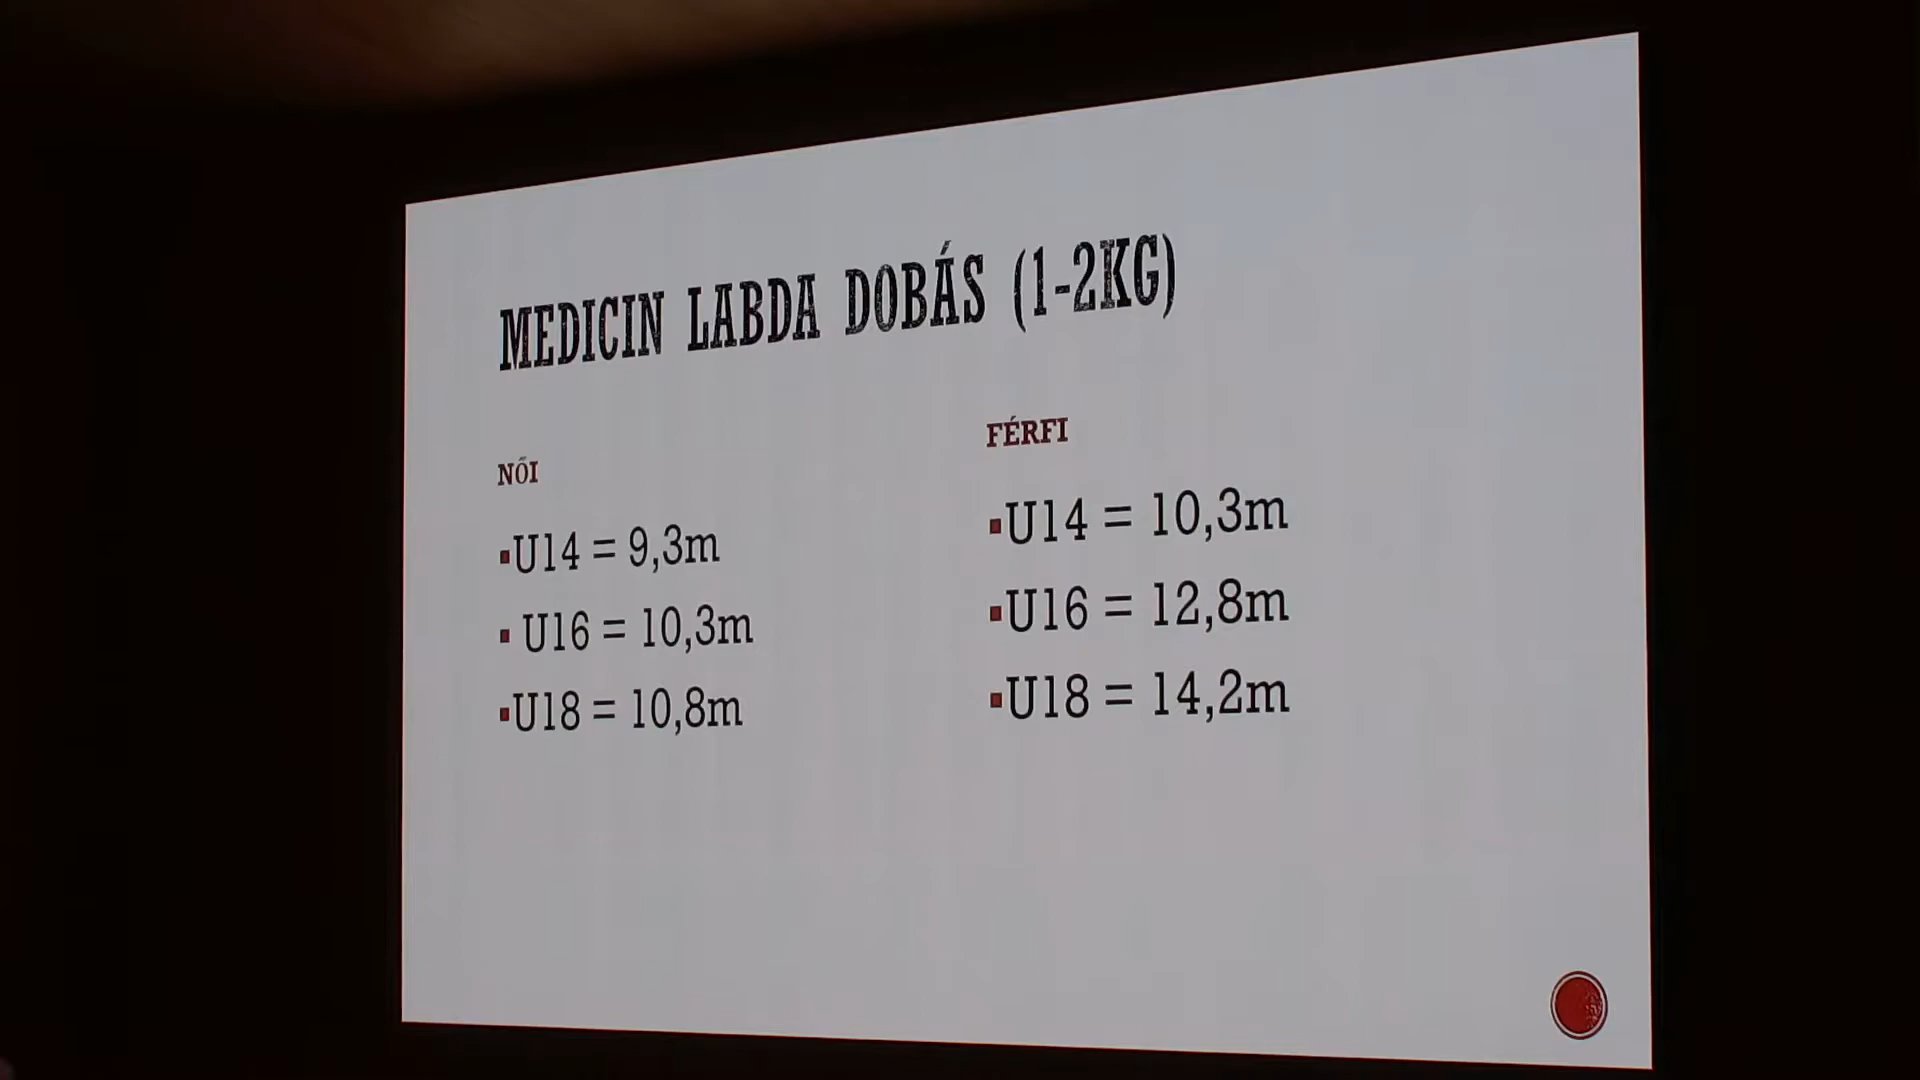 MEDICIN LABDA DOBÁS (1-2KG)
NŐI
▪U14 = 9,3m
▪ U16 = 10,3m
▪U18 = 10,8m
FÉRFI
▪U14 = 10,3m
▪U16 = 12,8m
▪U18 = 14,2m